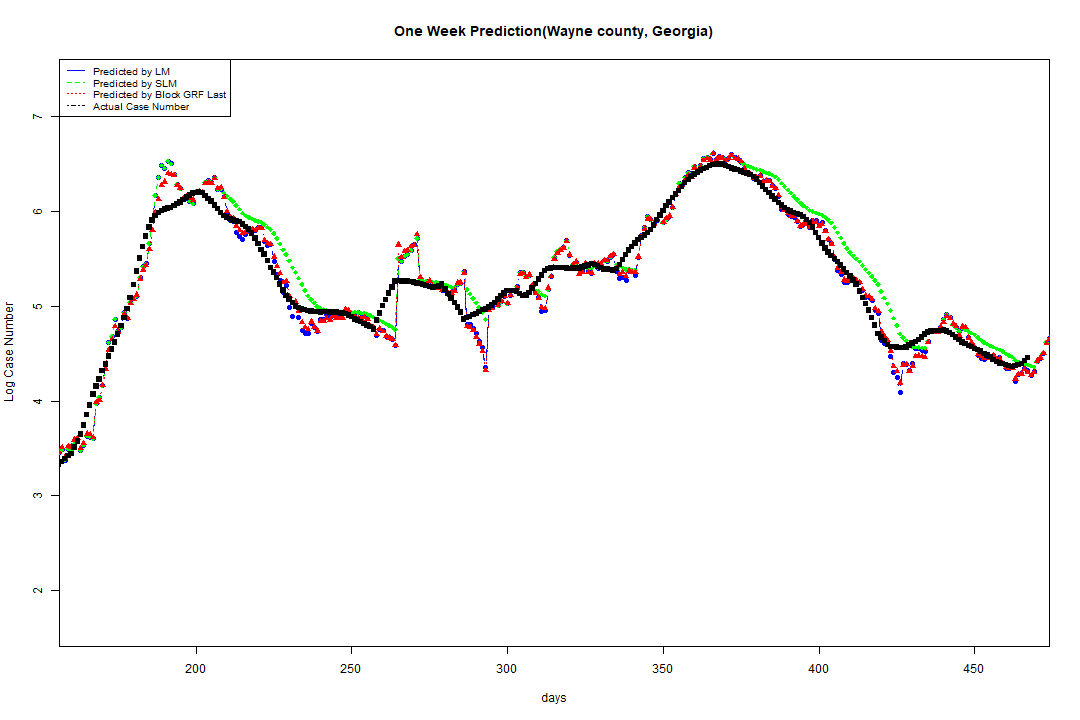 One Week Prediction(Wayne county, Georgia)
Predicted by LM
Predicted by SLM
Predicted by Block GRF Last
Actual Case Number
7
6
5
4
3
2
Log Case Number
200 250 300 350 400 450
days